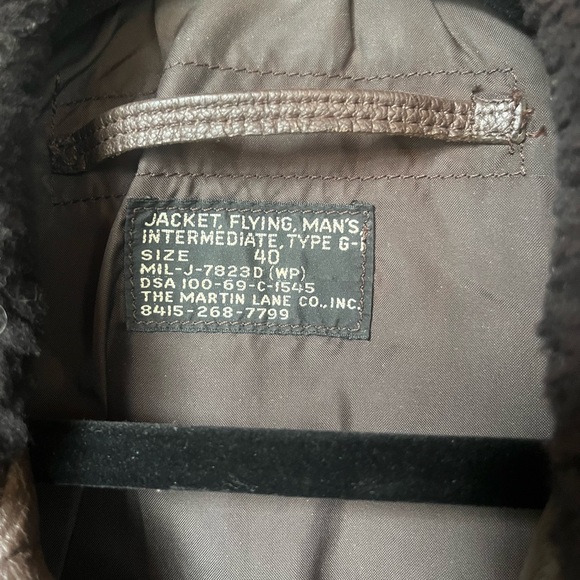 JACKET, FLYING, MAN'S,
INTERMEDIATE, TYPE G-1
SIZE 40
MIL-J-7823D (WP)
DSA 100-69-C-1545
THE MARTIN LANE CO., INC.
8415-268-7799